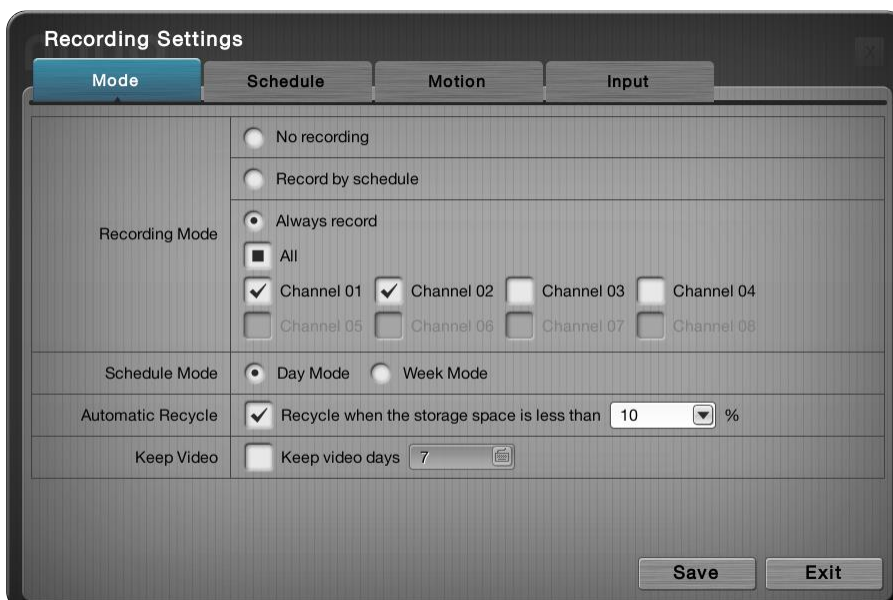 Recording Settings
X
Mode Schedule Motion Input
No recording
Record by schedule
Recording Mode
Always record
All
Channel 01 Channel 02 Channel 03 Channel 04
Channel 05 Channel 06 Channel 07 Channel 08
Schedule Mode Day Mode Week Mode
Automatic Recycle Recycle when the storage space is less than 10 %
Keep Video Keep video days 7
Save Exit